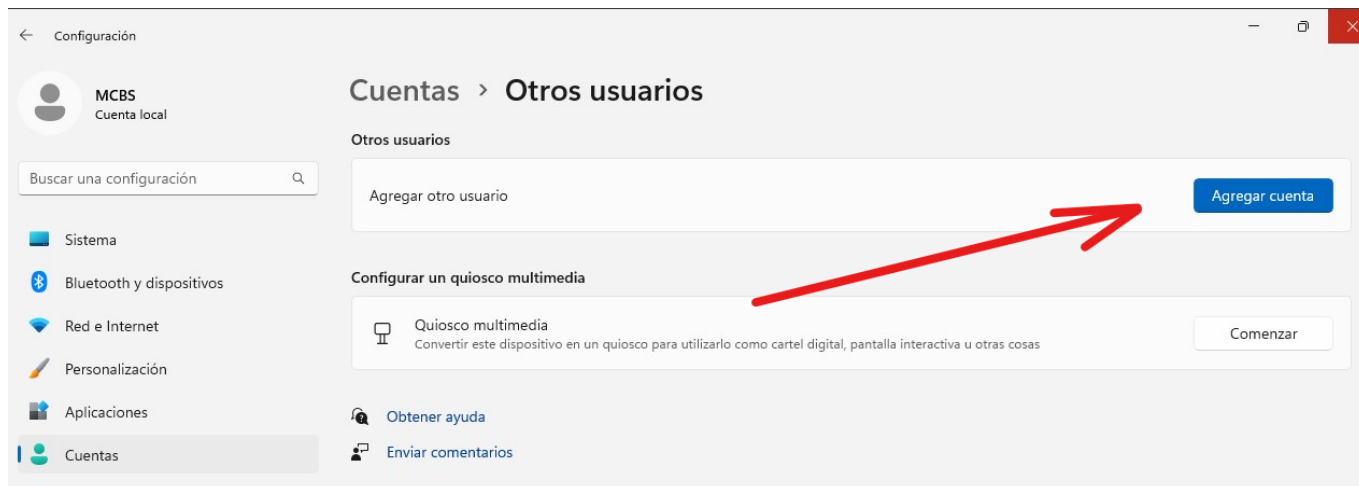 Configuración
MCBS
Cuenta local
Buscar una configuración
Sistema
Bluetooth y dispositivos
Red e Internet
Personalización
Aplicaciones
Cuentas
Cuentas > Otros usuarios
Otros usuarios
Agregar otro usuario
Agregar cuenta
Configurar un quiosco multimedia
Quiosco multimedia
Convertir este dispositivo en un quiosco para utilizarlo como cartel digital, pantalla interactiva u otras cosas
Comenzar
Obtener ayuda
Enviar comentarios